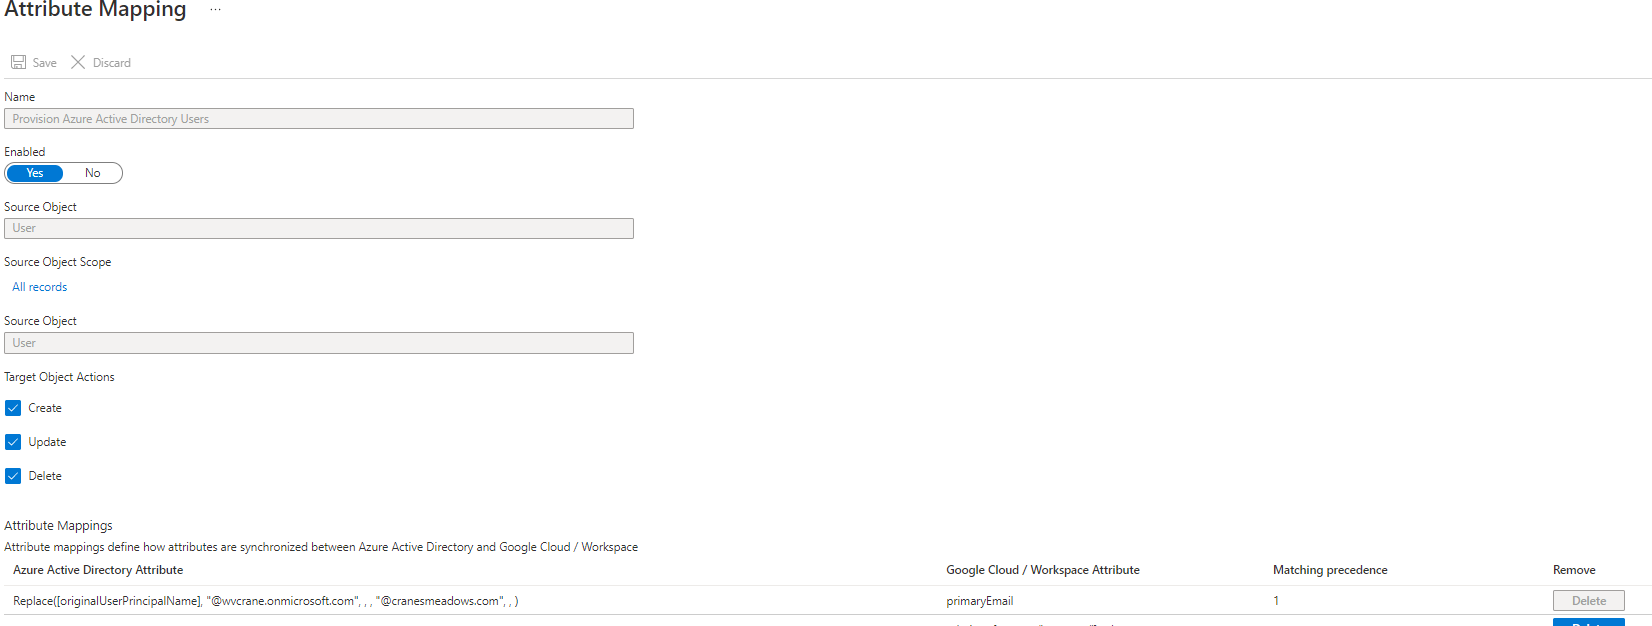 Attribute Mapping ...
Save Discard
Name
Provision Azure Active Directory Users
Enabled
Yes No
Source Object
User
Source Object Scope
All records
Source Object
User
Target Object Actions
Create
Update
Delete
Attribute Mappings
Attribute mappings define how attributes are synchronized between Azure Active Directory and Google Cloud / Workspace
Azure Active Directory Attribute Google Cloud / Workspace Attribute Matching precedence Remove
Replace([originalUserPrincipalName], "@wvcrane.onmicrosoft.com", , , "@cranesmeadows.com", , ) primaryEmail 1 Delete